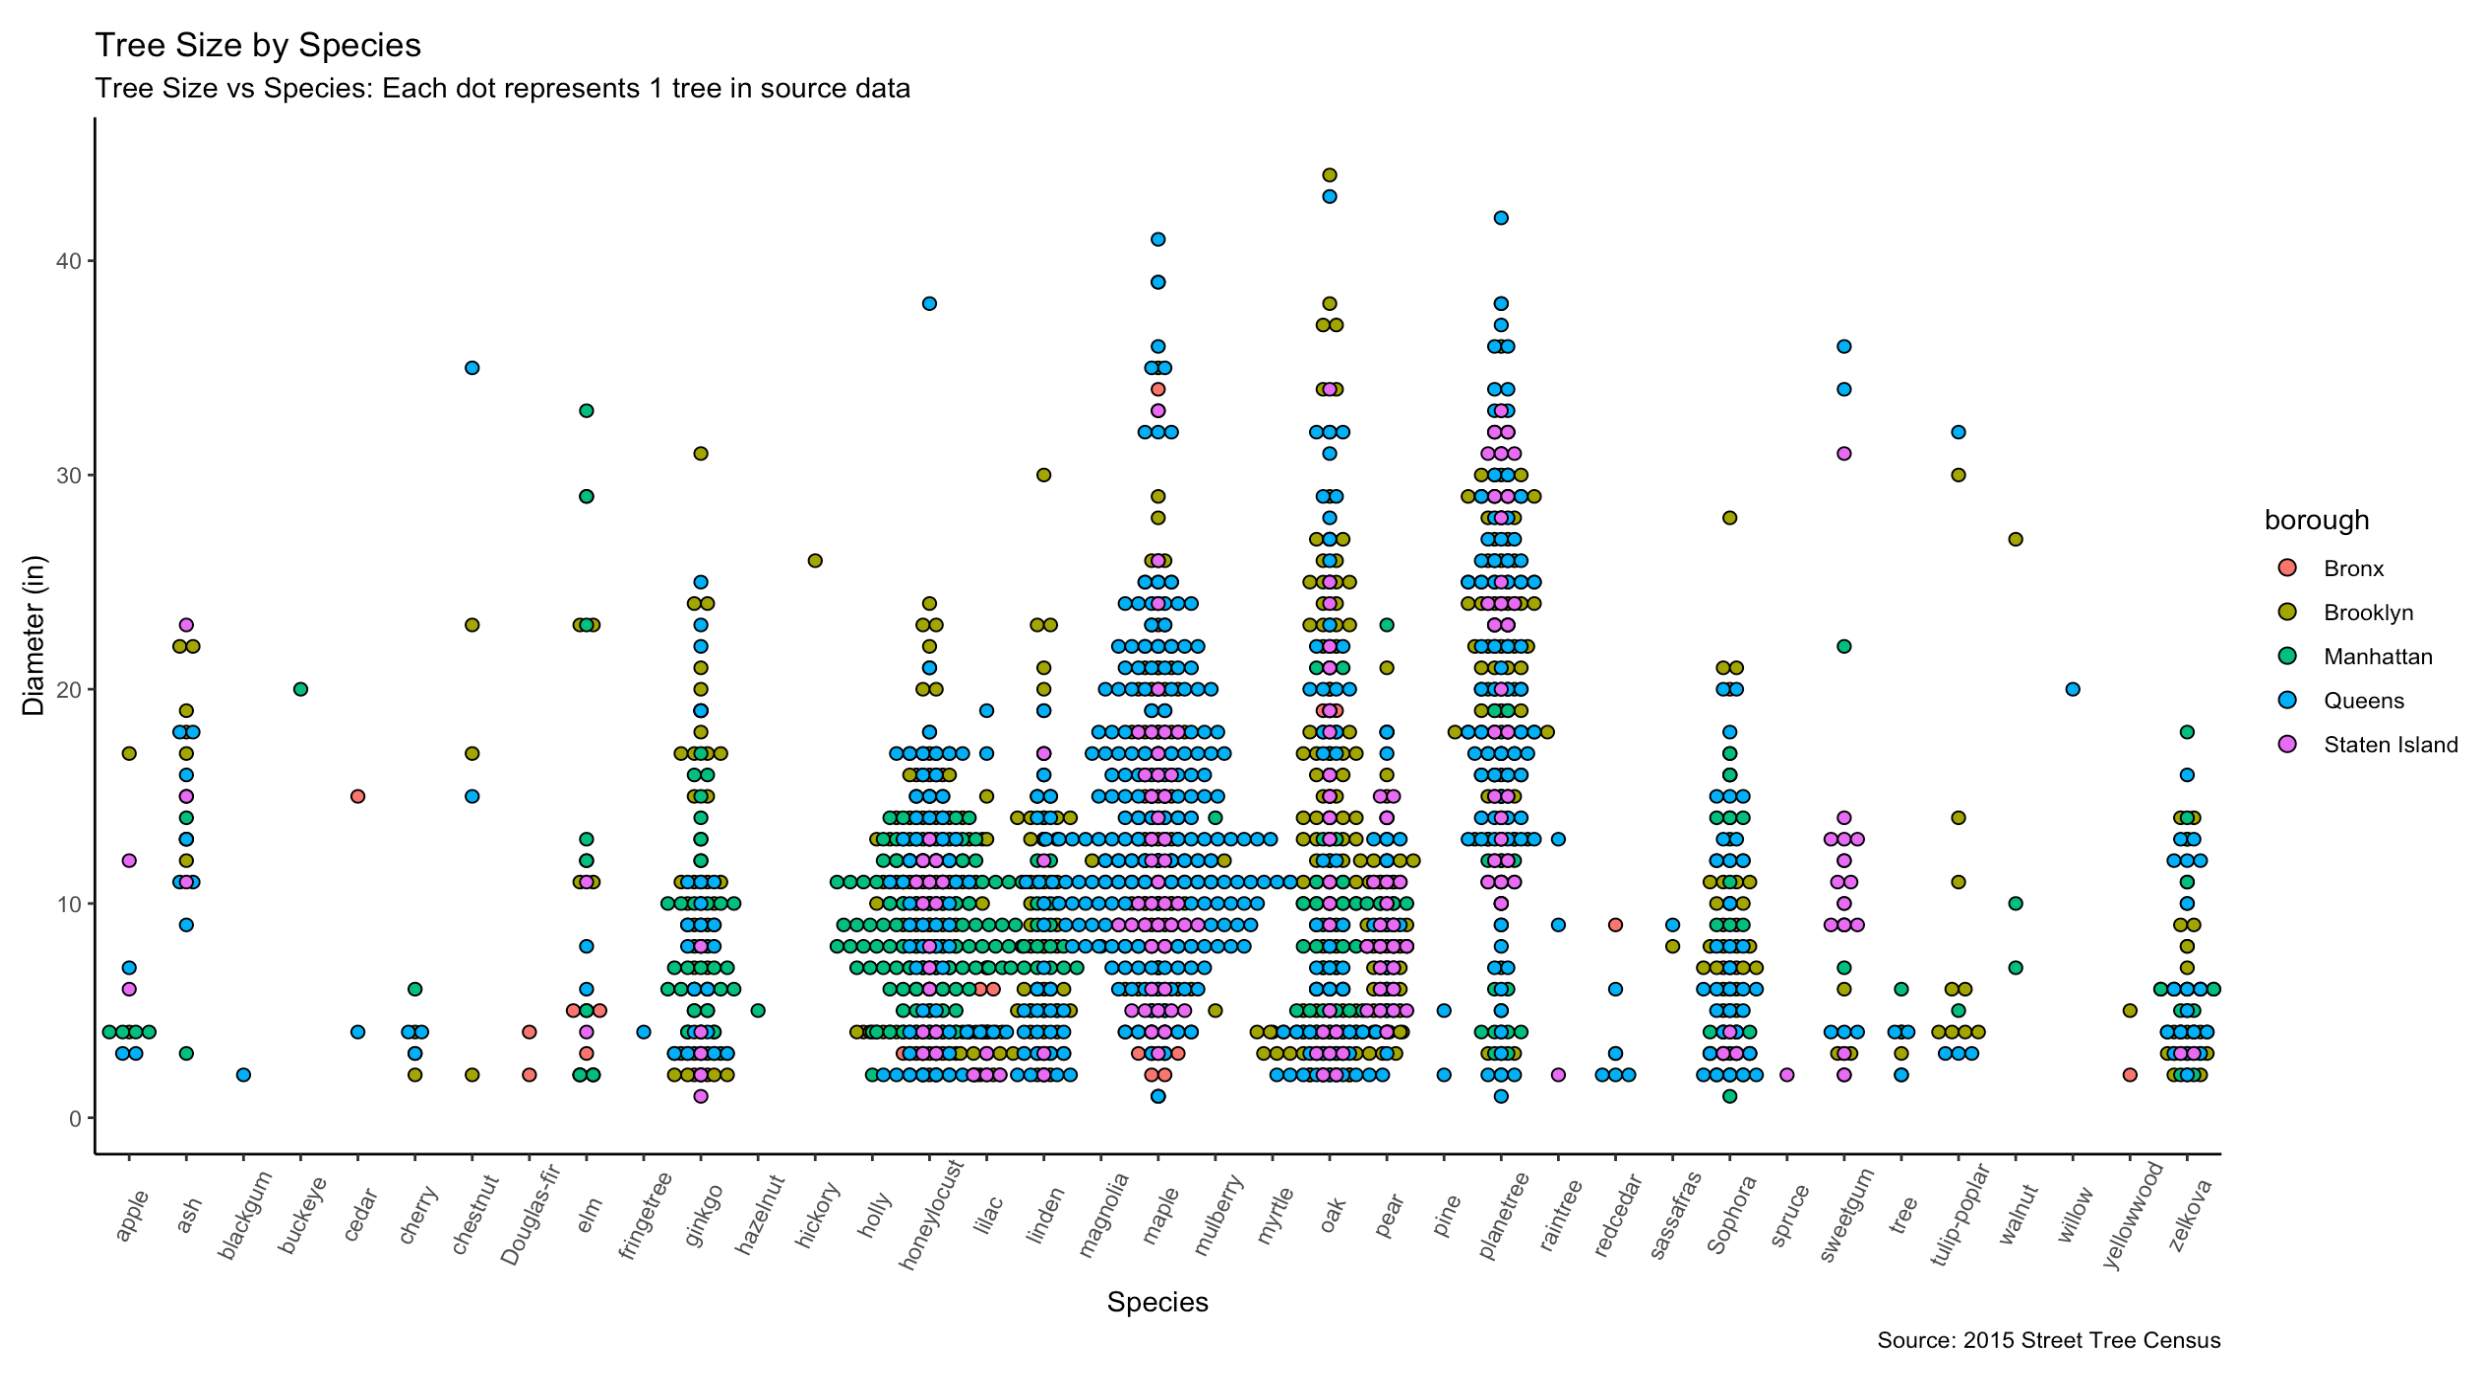 Tree Size by Species
Tree Size vs Species: Each dot represents 1 tree in source data
Diameter (in)
40
30
20
10
0
apple
ash
blackgum
buckeye
cedar
cherry
chestnut
Douglas-fir
elm
fringetree
ginkgo
hazelnut
hickory
holly
honeylocust
lilac
linden
magnolia
maple
mulberry
myrtle
oak
pear
pine
planetree
raintree
redcedar
sassafras
Sophora
spruce
sweetgum
tree
tulip-poplar
walnut
willow
yellowwood
zelkova
Species
borough
Bronx
Brooklyn
Manhattan
Queens
Staten Island
Source: 2015 Street Tree Census